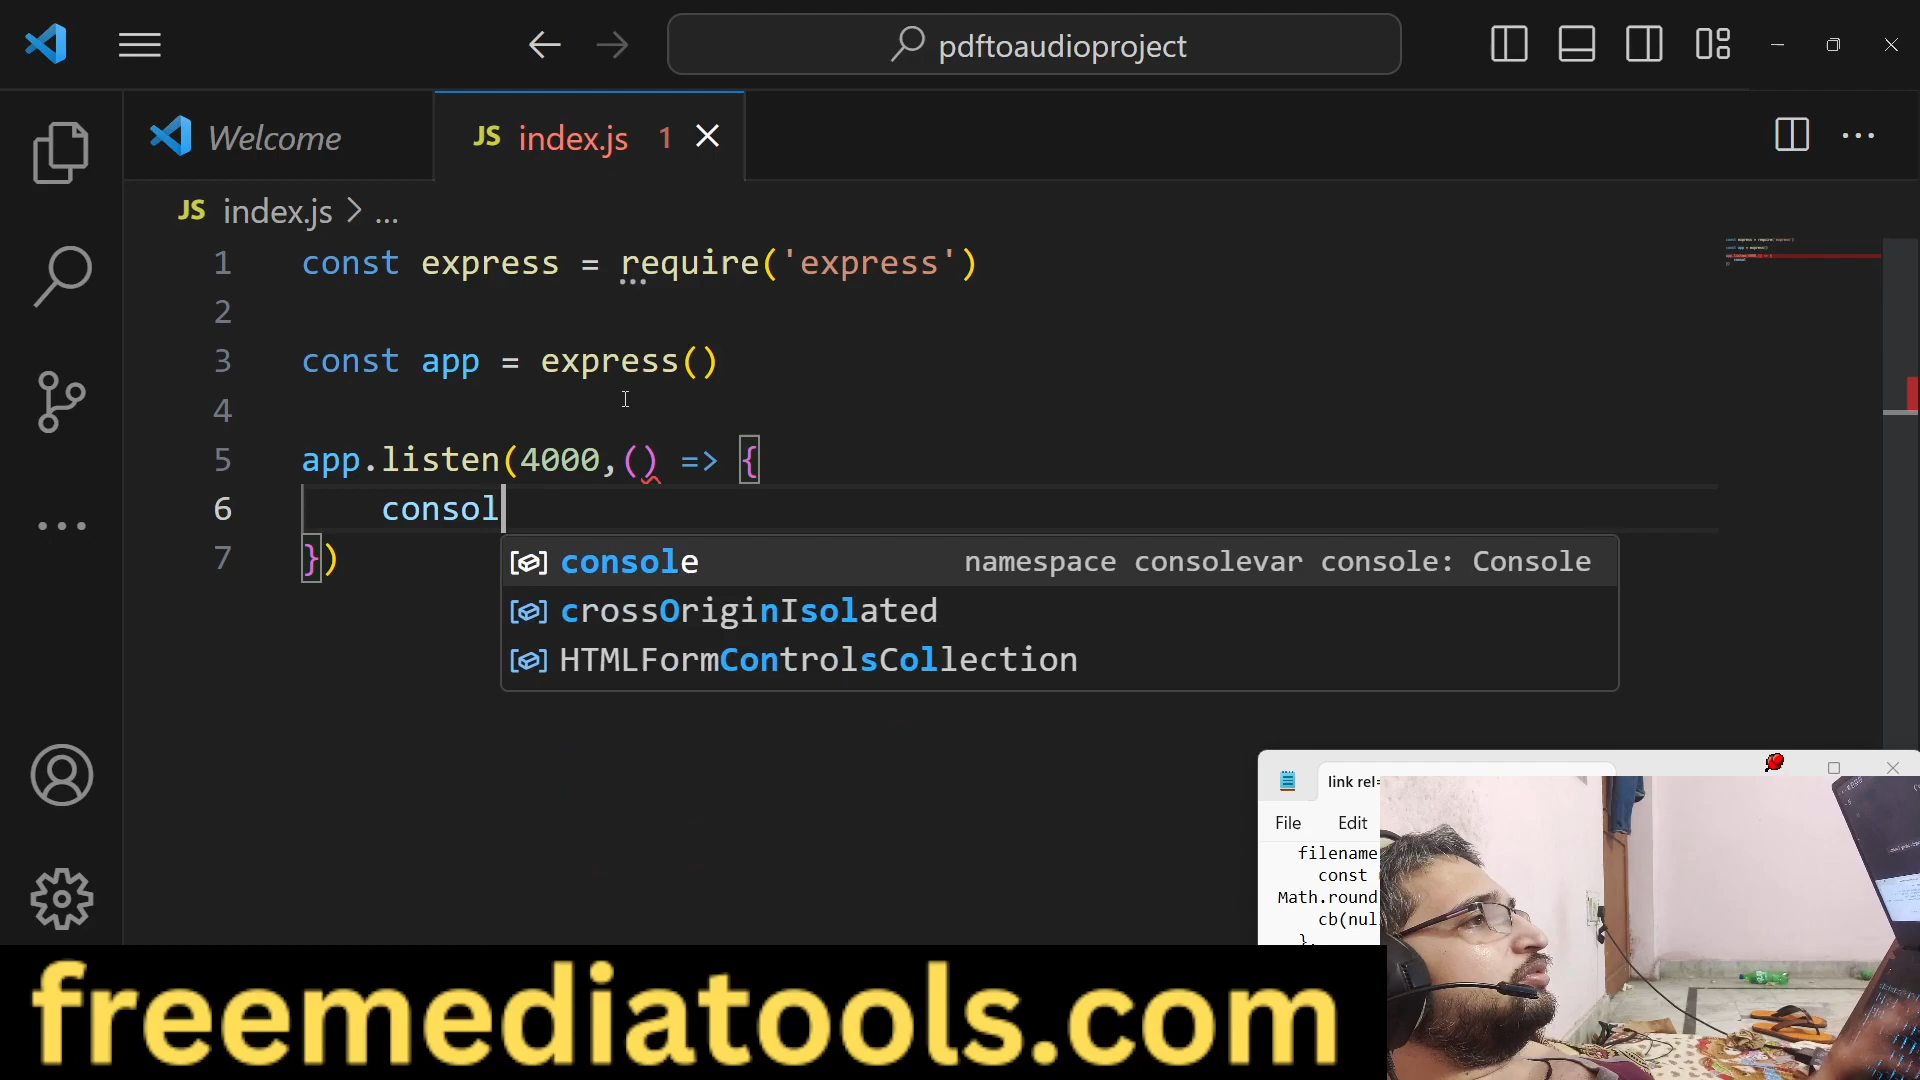 pdftoaudioproject
Welcome
JS index.js 1
JS index.js > ...
1 const express = require('express')
2
3 const app = express()
4
5 app.listen(4000,() => {
6 consol
7 })
console namespace consolevar console: Console
crossOriginIsolated
HTMLFormControlsCollection
link rel=
File Edit
filename
const
Math.round
cb(nul
},
freemediatools.com